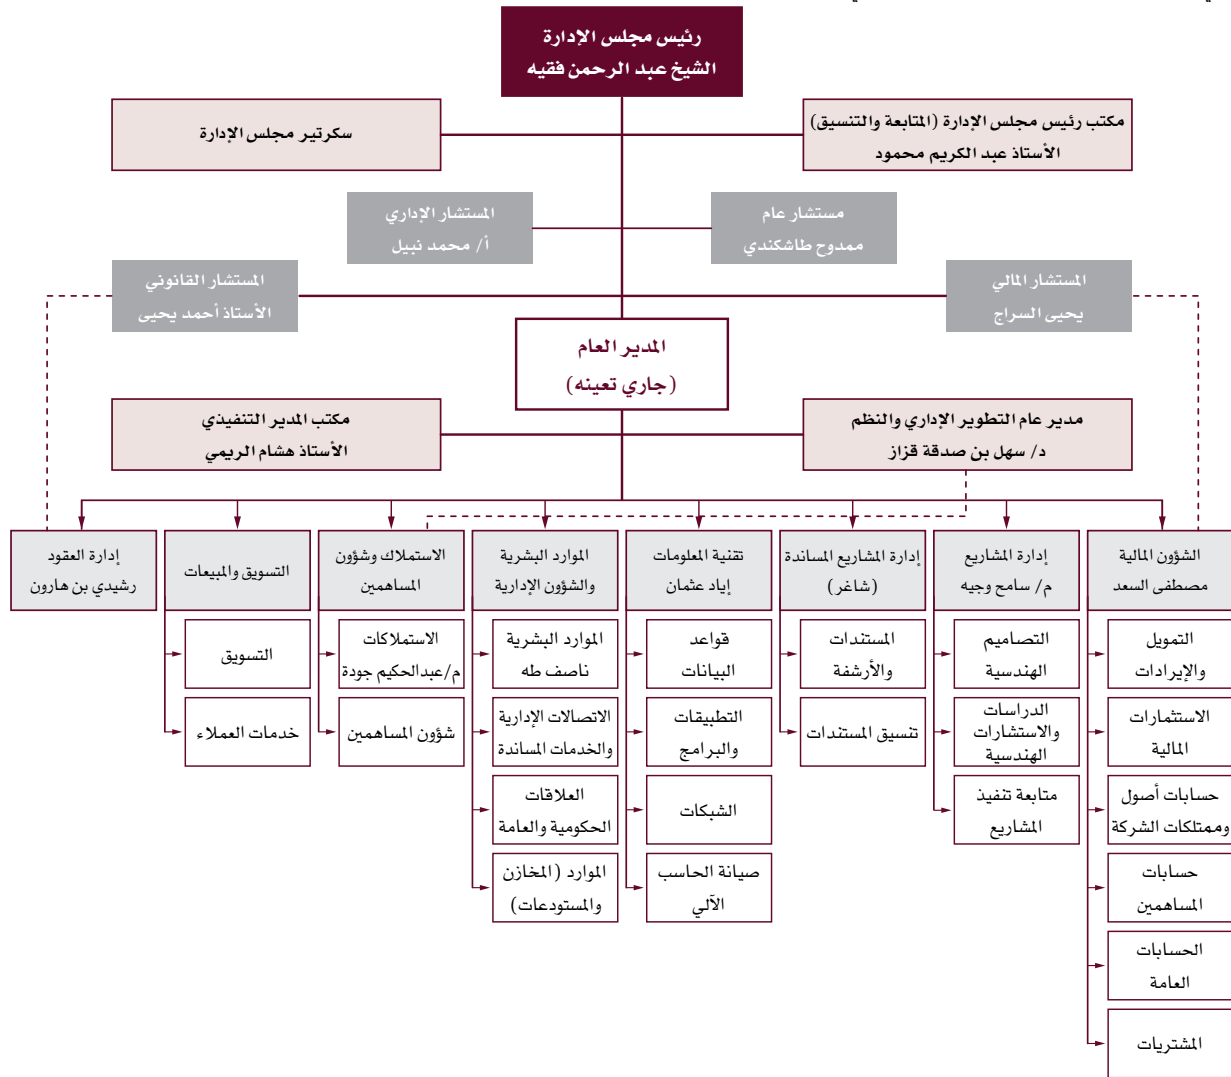 رئيس مجلس الإدارة
الشيخ عبد الرحمن فقيه
مكتب رئيس مجلس الإدارة (المتابعة والتنسيق)
الأستاذ عبد الكريم محمود
سكرتير مجلس الإدارة
مستشار عام
ممدوح طاشكندي
المستشار الإداري
أ/ محمد نبيل
المستشار المالي
يحيى السراج
المستشار القانوني
الأستاذ أحمد يحيى
المدير العام
(جاري تعينه)
مدير عام التطوير الإداري والنظم
د/ سهل بن صدقة قزاز
مكتب المدير التنفيذي
الأستاذ هشام الريمي
الشؤون المالية
مصطفى السعد
إدارة المشاريع
م/ سامح وجيه
إدارة المشاريع المساندة
(شاغر)
تقنية المعلومات
إياد عثمان
الموارد البشرية
والشؤون الإدارية
الاستملاك وشؤون
المساهمين
التسويق والمبيعات
إدارة العقود
رشيدي بن هارون
التمويل
والإيرادات
الاستثمارات
المالية
حسابات أصول
وممتلكات الشركة
حسابات
المساهمين
الحسابات
العامة
المشتريات
التصاميم
الهندسية
الدراسات
والاستشارات
الهندسية
متابعة تنفيذ
المشاريع
المستندات
والأرشفة
تنسيق المستندات
قواعد
البيانات
التطبيقات
والبرامج
الشبكات
صيانة الحاسب
الآلي
الموارد البشرية
ناصف طه
الاتصالات الإدارية
والخدمات المساندة
العلاقات
الحكومية والعامة
الموارد (المخازن
والمستودعات)
الاستملاكات
م/عبدالحكيم جودة
شؤون المساهمين
التسويق
خدمات العملاء